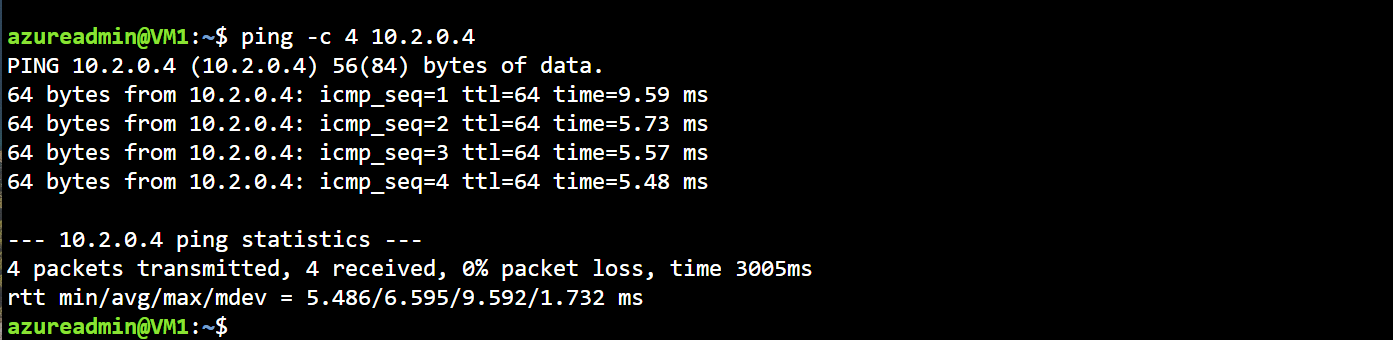 azureadmin@VM1:~$ ping -c 4 10.2.0.4
PING 10.2.0.4 (10.2.0.4) 56(84) bytes of data.
64 bytes from 10.2.0.4: icmp_seq=1 ttl=64 time=9.59 ms
64 bytes from 10.2.0.4: icmp_seq=2 ttl=64 time=5.73 ms
64 bytes from 10.2.0.4: icmp_seq=3 ttl=64 time=5.57 ms
64 bytes from 10.2.0.4: icmp_seq=4 ttl=64 time=5.48 ms
--- 10.2.0.4 ping statistics ---
4 packets transmitted, 4 received, 0% packet loss, time 3005ms
rtt min/avg/max/mdev = 5.486/6.595/9.592/1.732 ms
azureadmin@VM1:~$